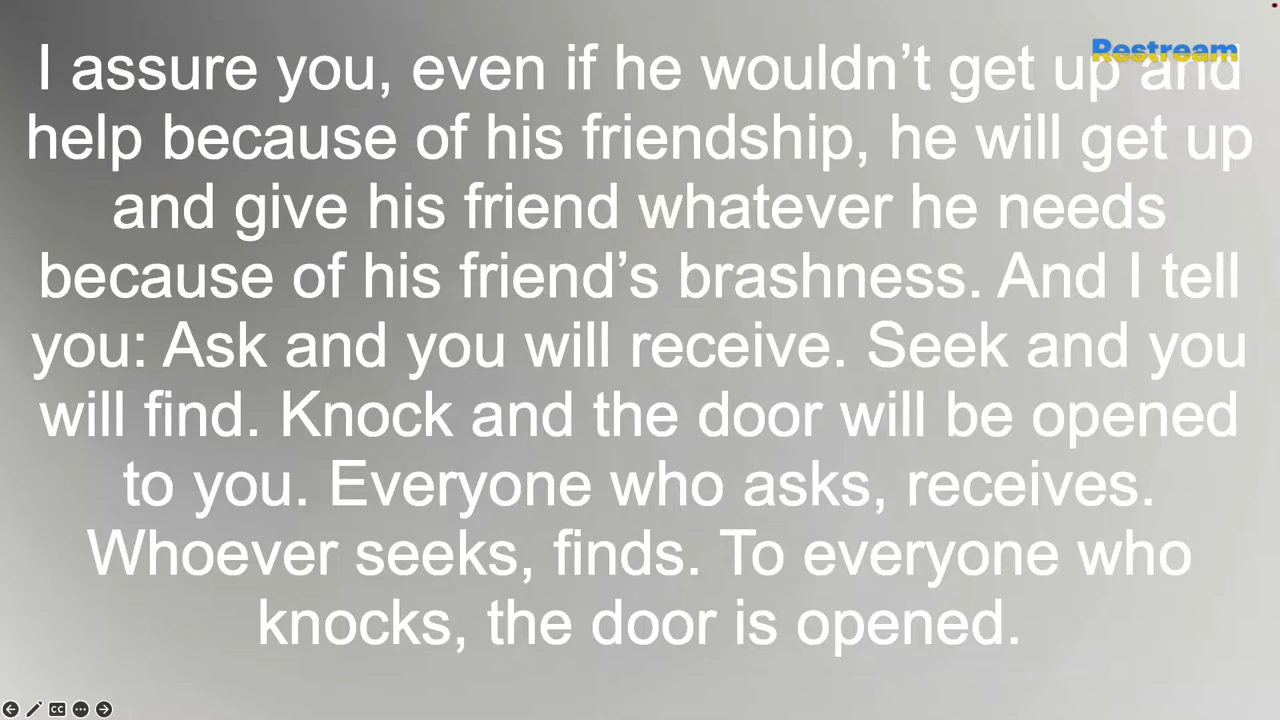 Restream
I assure you, even if he wouldn’t get up and
help because of his friendship, he will get up
and give his friend whatever he needs
because of his friend’s brashness. And I tell
you: Ask and you will receive. Seek and you
will find. Knock and the door will be opened
to you. Everyone who asks, receives.
Whoever seeks, finds. To everyone who
knocks, the door is opened.
CC